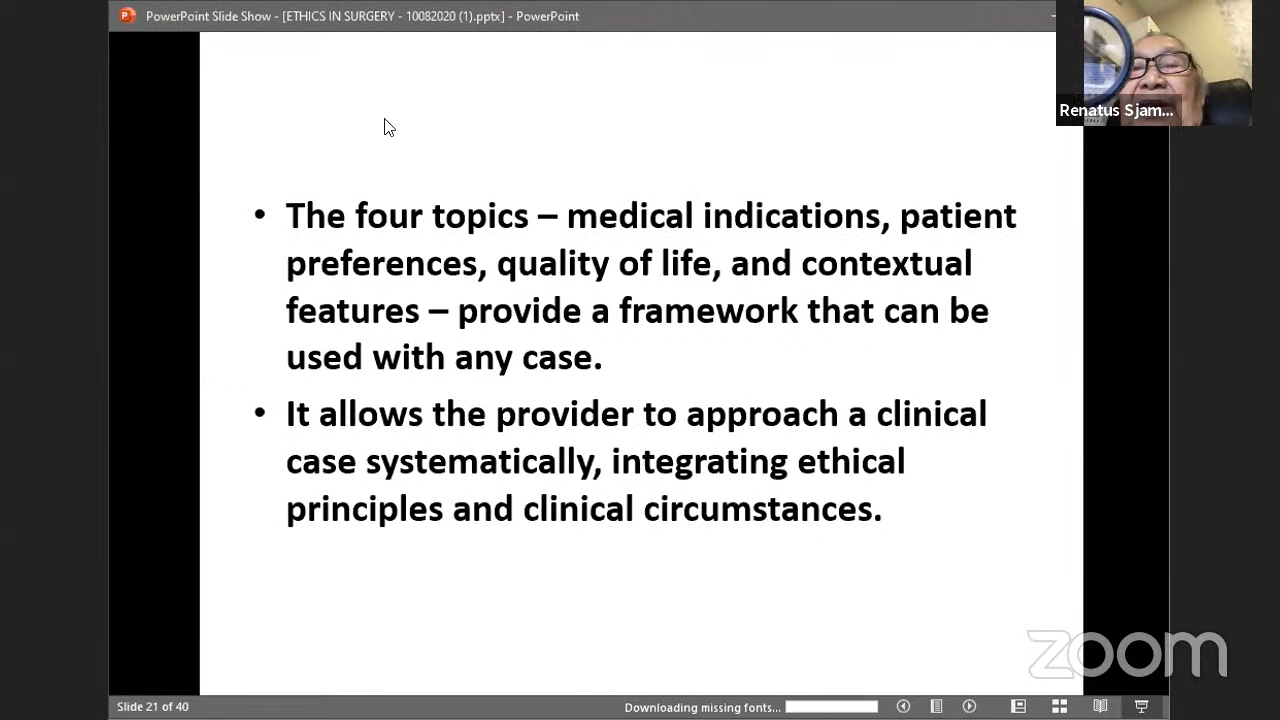 PowerPoint Slide Show - [ETHICS IN SURGERY - 10082020 (1).pptx] - PowerPoint
Renatus Sjam...
• The four topics – medical indications, patient
preferences, quality of life, and contextual
features – provide a framework that can be
used with any case.
• It allows the provider to approach a clinical
case systematically, integrating ethical
principles and clinical circumstances.
zoom
Slide 21 of 40
Downloading missing fonts...